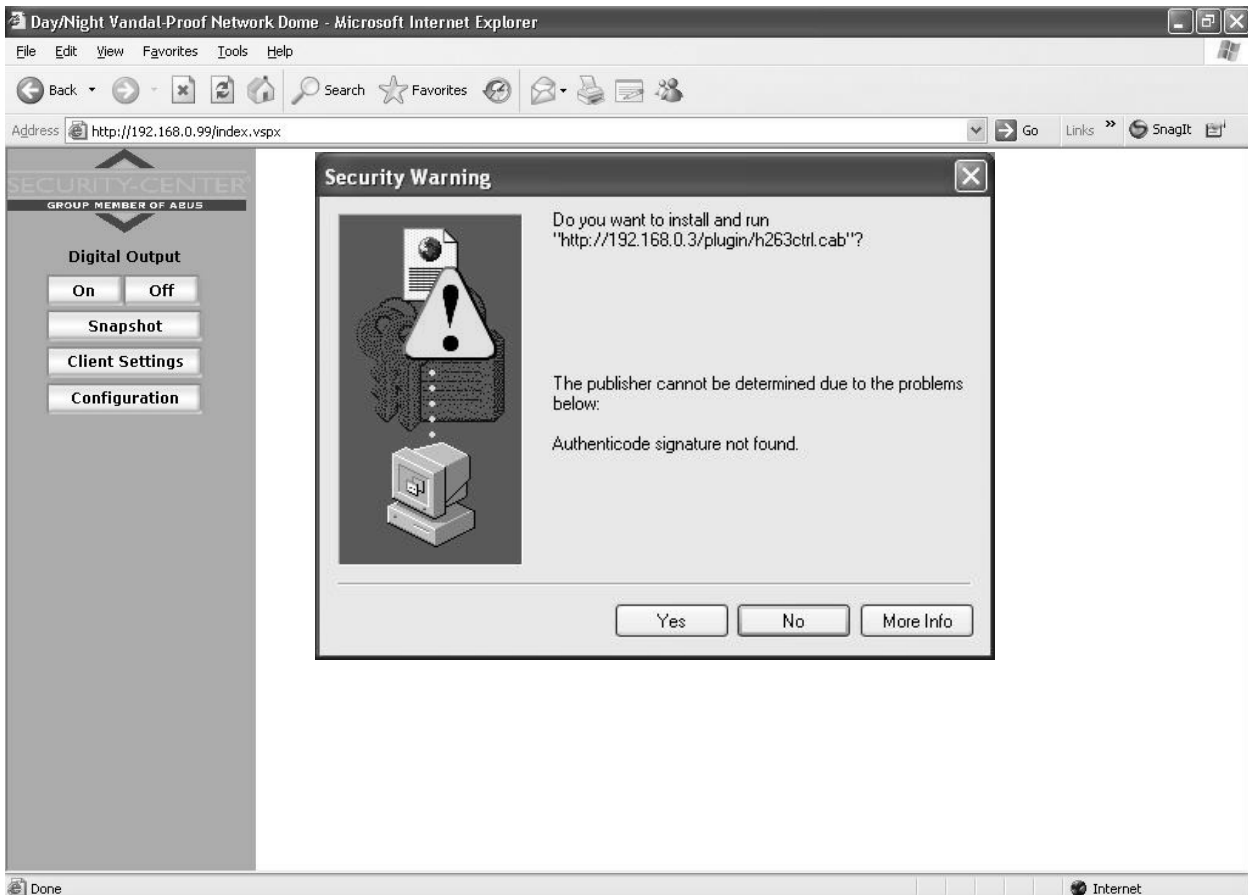 Day/Night Vandal-Proof Network Dome - Microsoft Internet Explorer
File Edit View Favorites Tools Help
Back Search Favorites
Address http://192.168.0.99/index.vspx Go Links » SnagIt
SECURITY-CENTER®
GROUP MEMBER OF ABUS
Digital Output
On Off
Snapshot
Client Settings
Configuration
Security Warning
Do you want to install and run
"http://192.168.0.3/plugin/h263ctrl.cab"?
The publisher cannot be determined due to the problems
below:
Authenticode signature not found.
Yes No More Info
Done Internet